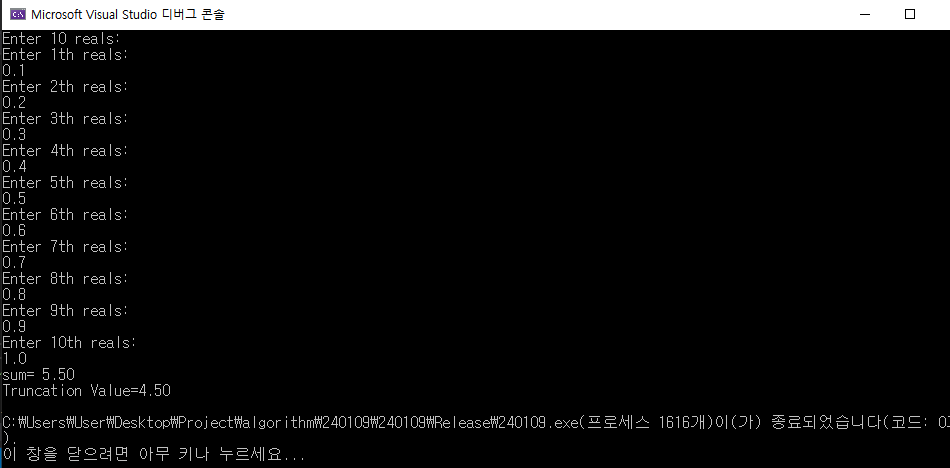 Microsoft Visual Studio 디버그 콘솔
Enter 10 reals:
Enter 1th reals:
0.1
Enter 2th reals:
0.2
Enter 3th reals:
0.3
Enter 4th reals:
0.4
Enter 5th reals:
0.5
Enter 6th reals:
0.6
Enter 7th reals:
0.7
Enter 8th reals:
0.8
Enter 9th reals:
0.9
Enter 10th reals:
1.0
sum= 5.50
Truncation Value=4.50
C:₩Users₩User₩Desktop₩Project₩algorithm₩240109₩240109₩Release₩240109.exe(프로세스 1616개)이(가) 종료되었습니다(코드: 0개
).
이 창을 닫으려면 아무 키나 누르세요...